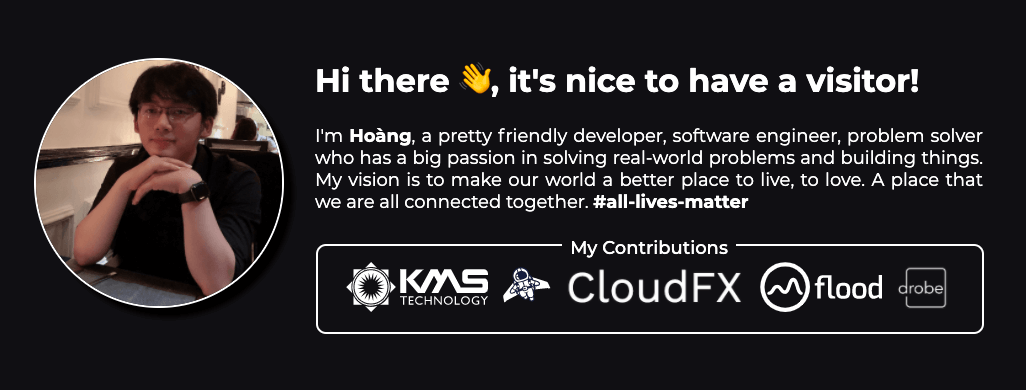 Hi there 👋, it's nice to have a visitor!
I'm Hoàng, a pretty friendly developer, software engineer, problem solver
who has a big passion in solving real-world problems and building things.
My vision is to make our world a better place to live, to love. A place that
we are all connected together. #all-lives-matter
My Contributions
KMS
TECHNOLOGY
CloudFX
flood
drobe